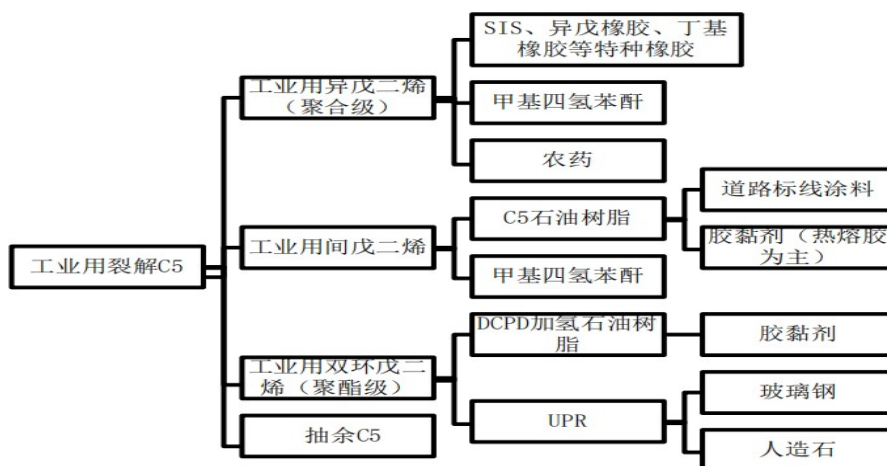 SIS、异戊橡胶、丁基
橡胶等特种橡胶
工业用异戊二烯
（聚合级）
甲基四氢苯酐
农药
道路标线涂料
C5石油树脂
工业用间戊二烯
胶黏剂（热熔胶
为主）
工业用裂解C5
甲基四氢苯酐
DCPD加氢石油树
脂
胶黏剂
工业用双环戊二
烯（聚酯级）
玻璃钢
UPR
抽余C5
人造石